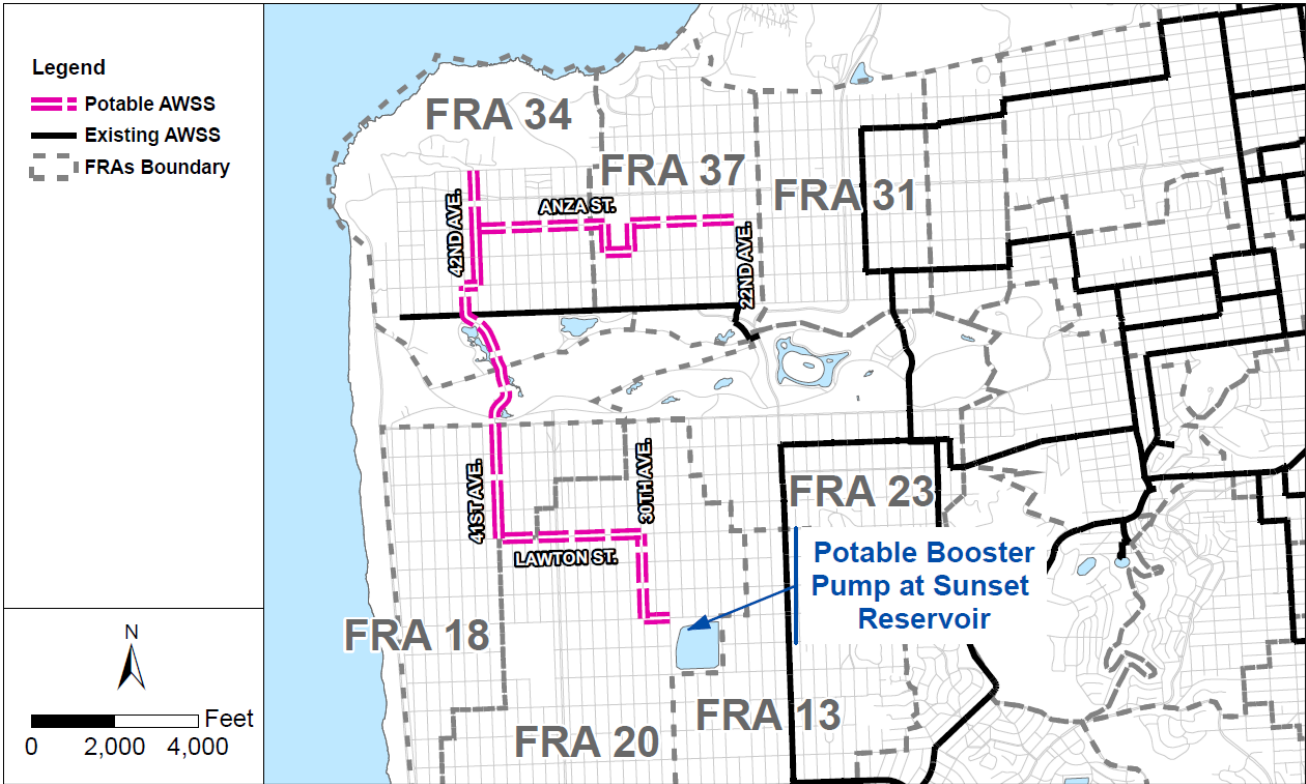 Legend
Potable AWSS
Existing AWSS
FRAs Boundary
N
Feet
0 2,000 4,000
FRA 34
FRA 37
FRA 31
42ND AVE.
ANZA ST.
22ND AVE.
41ST AVE.
30TH AVE.
LAWTON ST.
FRA 23
Potable Booster
Pump at Sunset
Reservoir
FRA 18
FRA 13
FRA 20